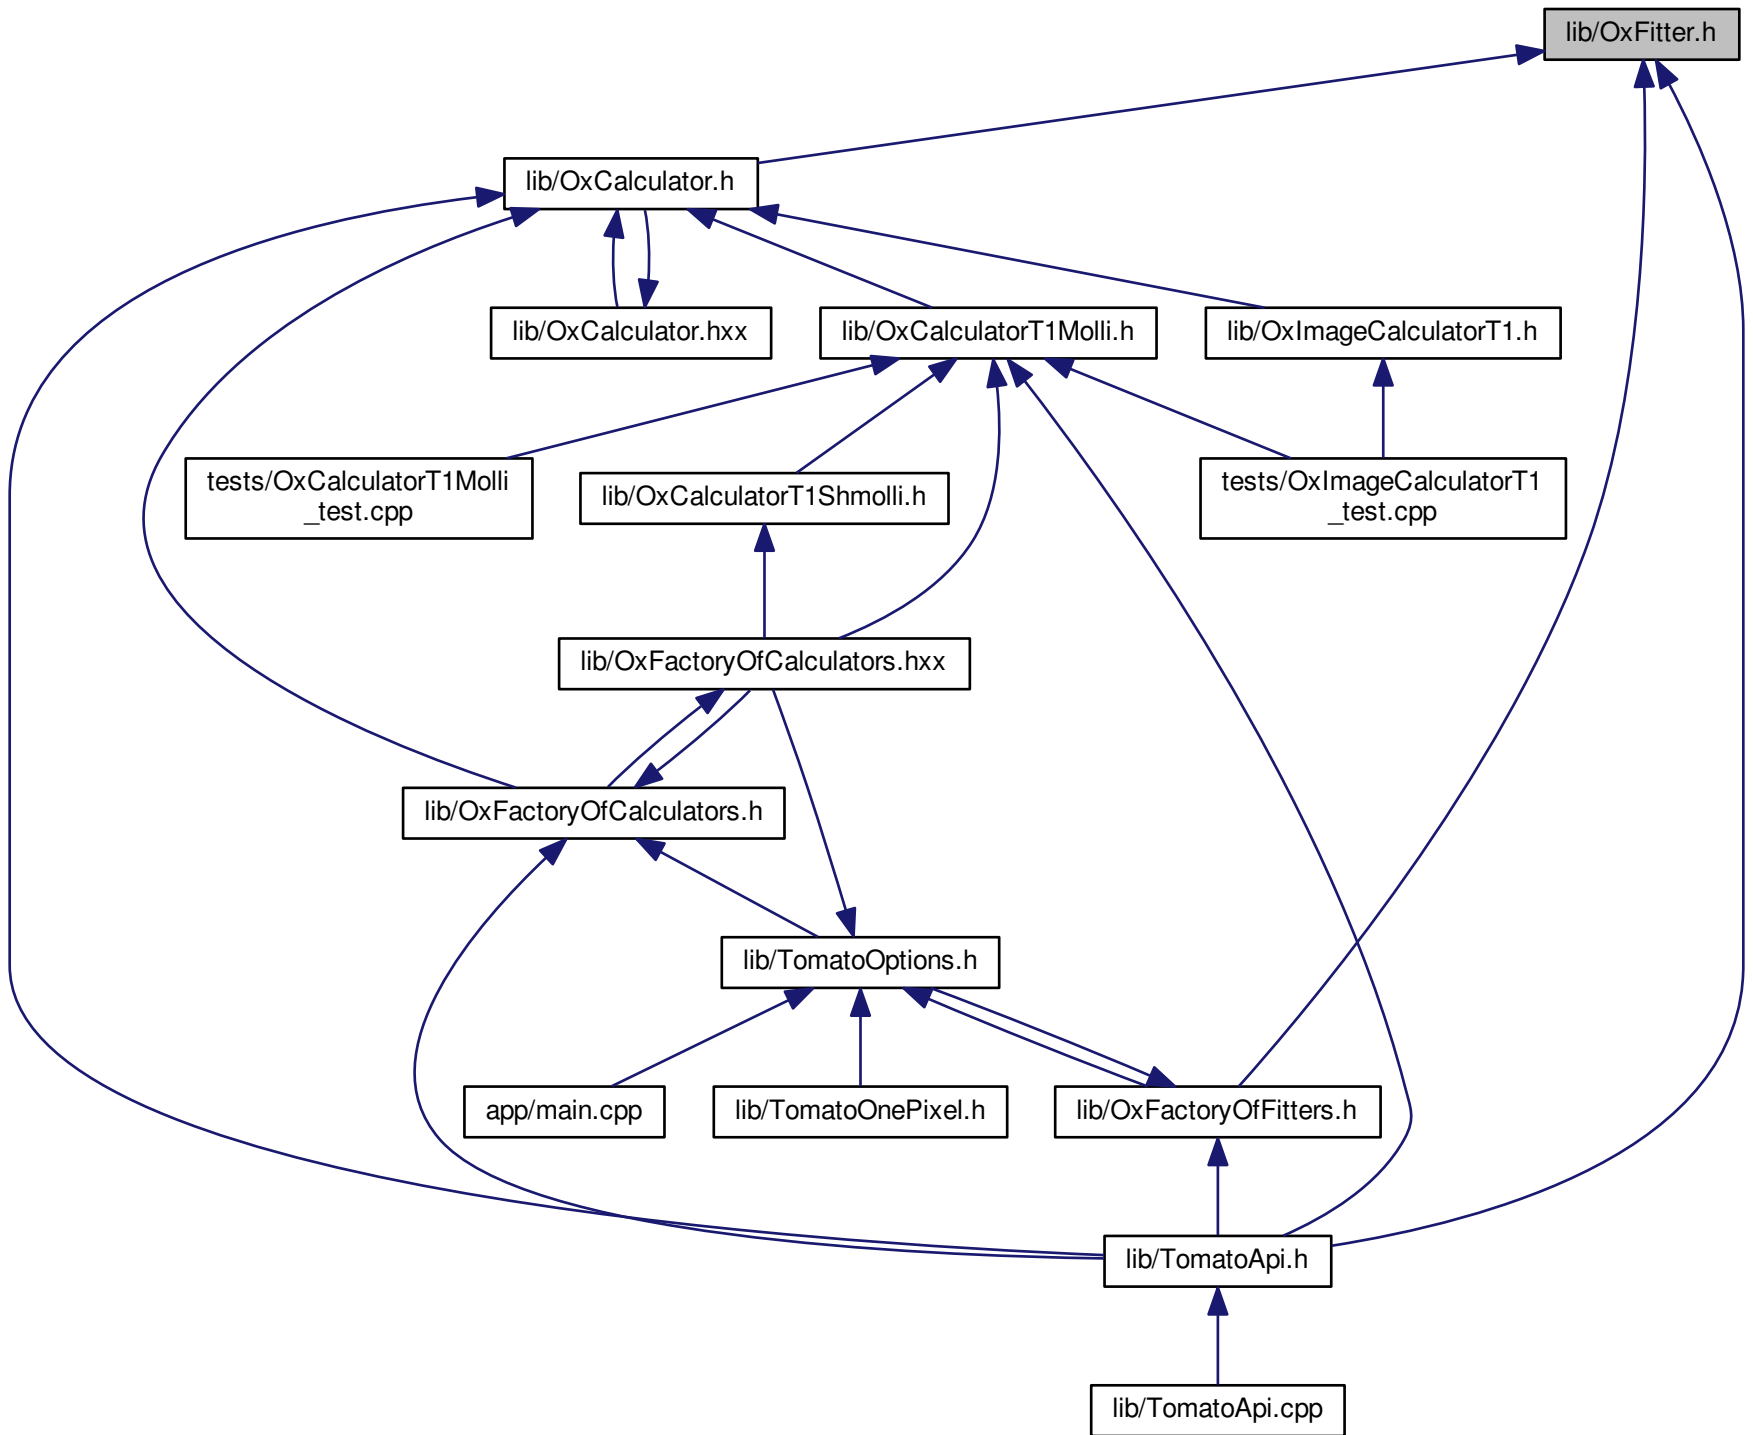 lib/OxFitter.h
lib/OxCalculator.h
lib/OxCalculator.hxx
lib/OxCalculatorT1Molli.h
lib/OxImageCalculatorT1.h
tests/OxCalculatorT1Molli
_test.cpp
lib/OxCalculatorT1Shmolli.h
tests/OxImageCalculatorT1
_test.cpp
lib/OxFactoryOfCalculators.hxx
lib/OxFactoryOfCalculators.h
lib/TomatoOptions.h
app/main.cpp
lib/TomatoOnePixel.h
lib/OxFactoryOfFitters.h
lib/TomatoApi.h
lib/TomatoApi.cpp